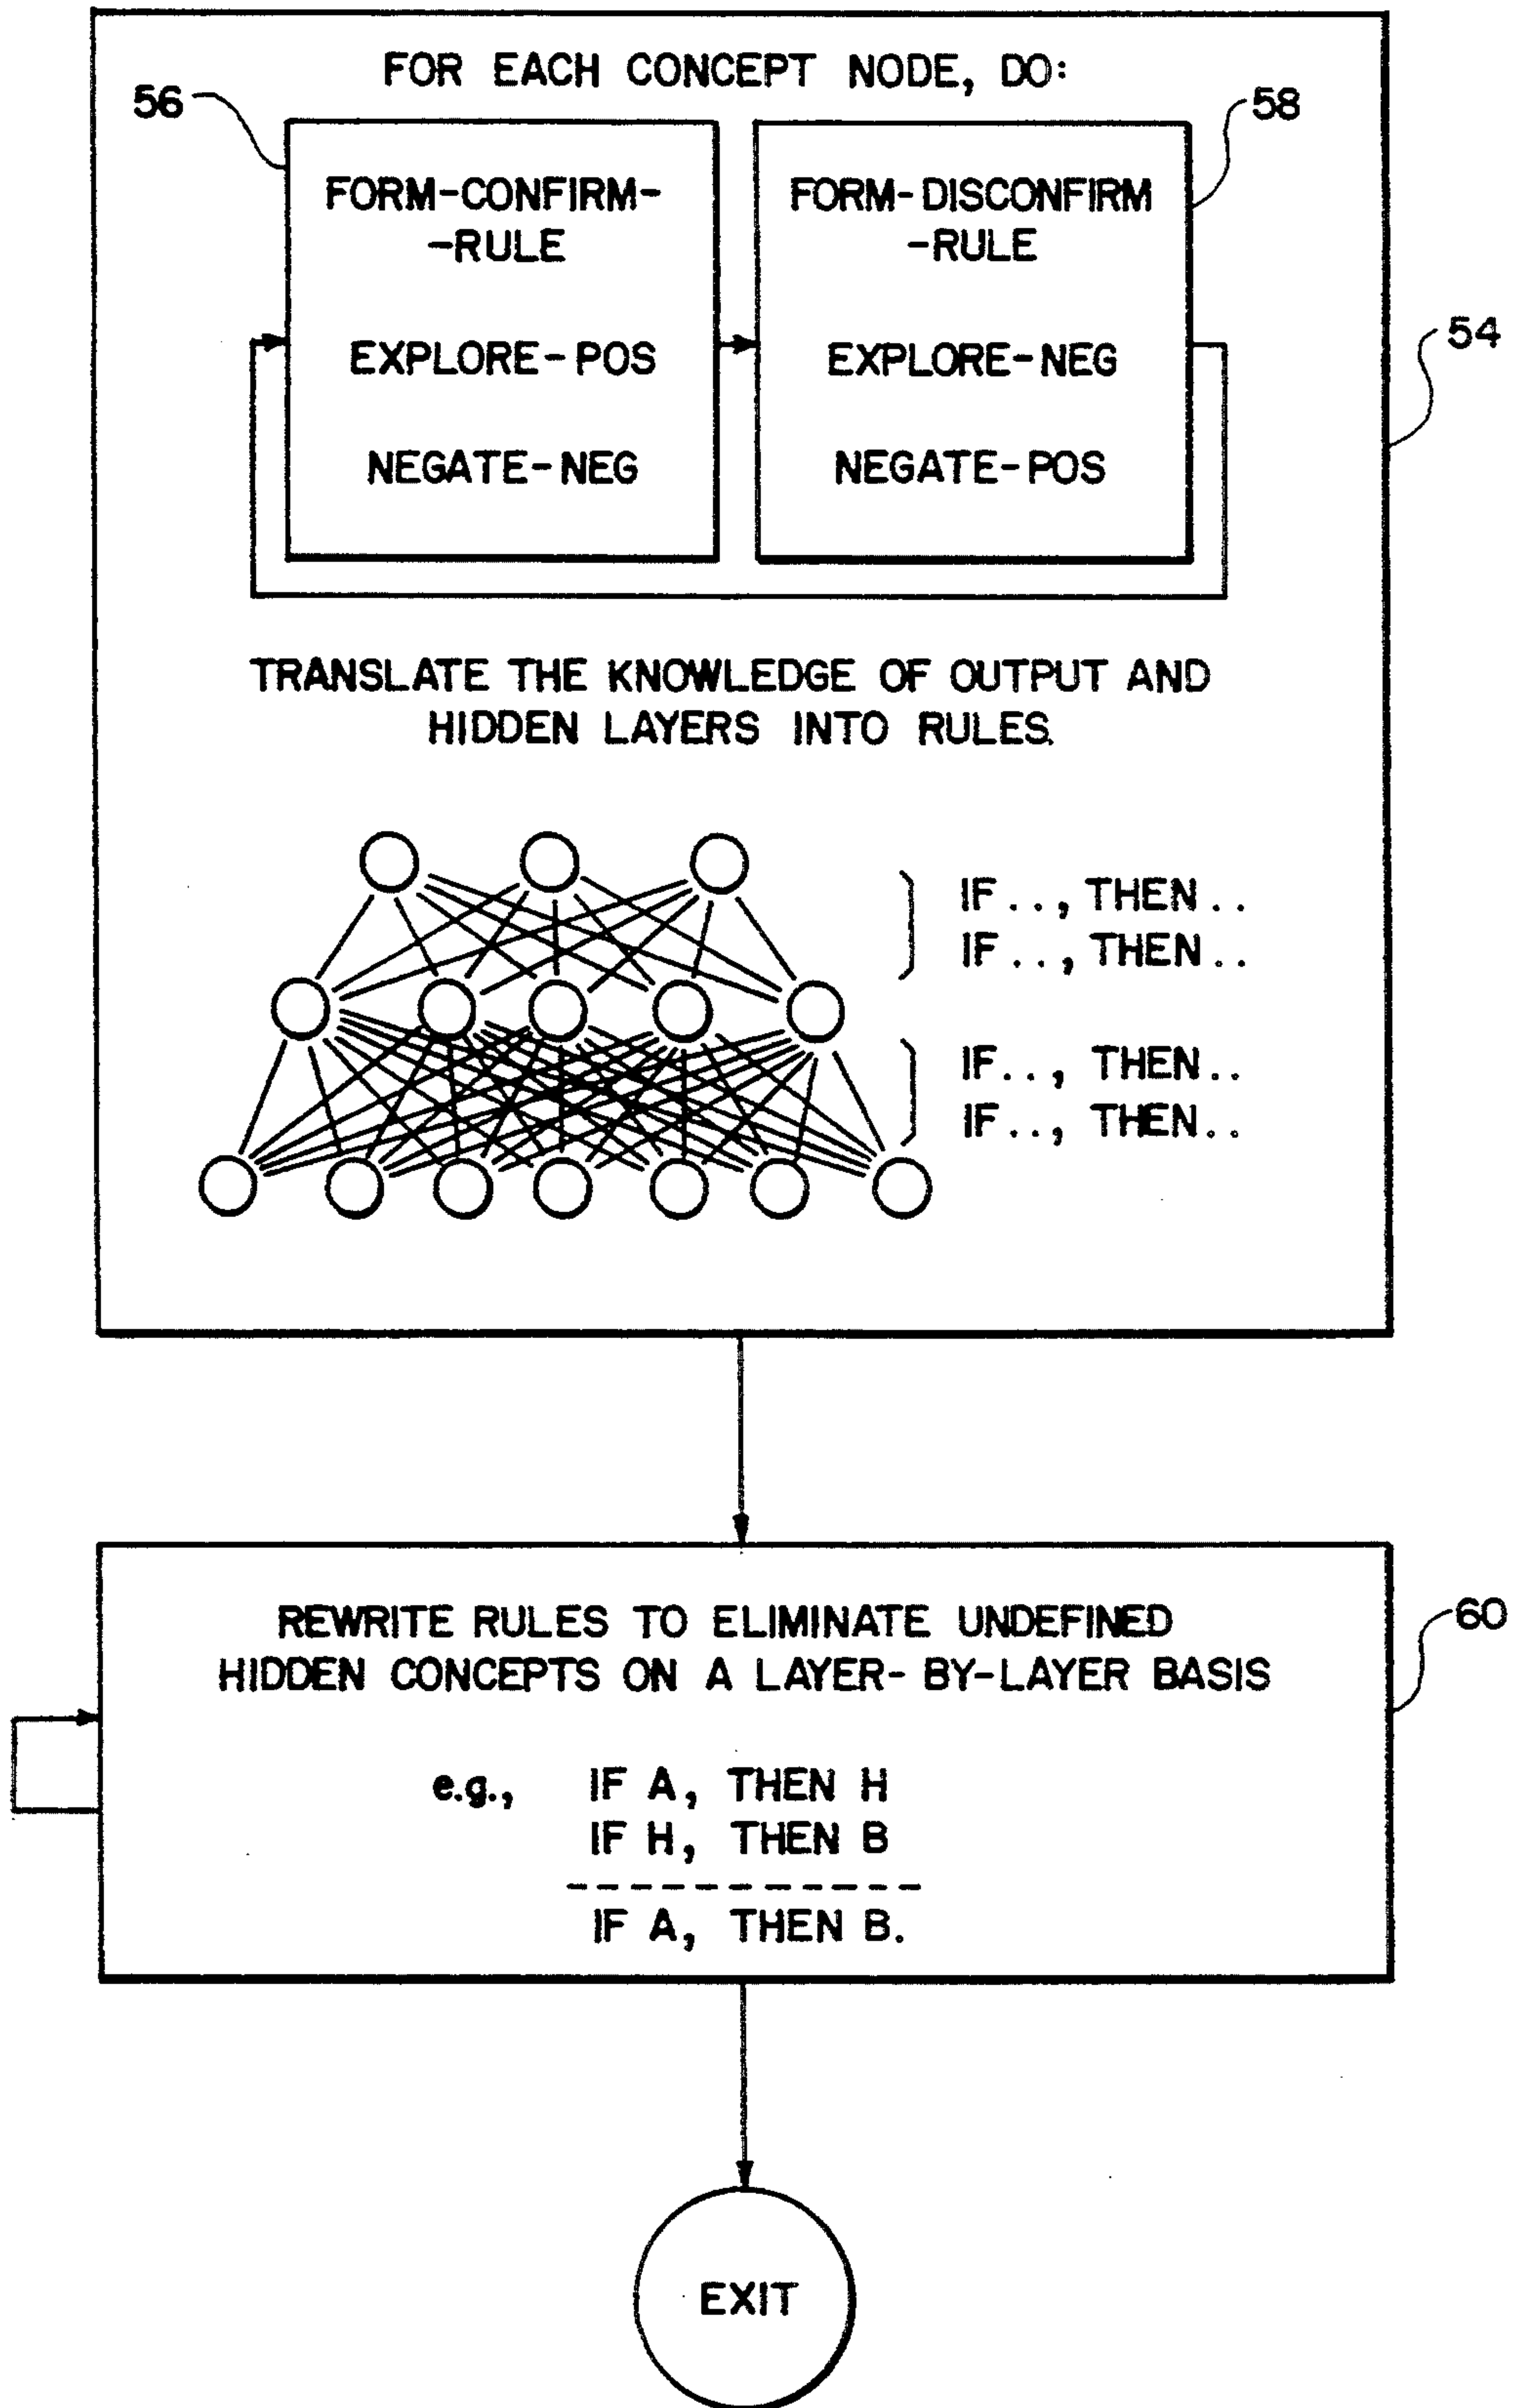 FOR EACH CONCEPT NODE, DO:
56
58
FORM-CONFIRM-
-RULE
EXPLORE-POS
NEGATE-NEG
FORM-DISCONFIRM
-RULE
EXPLORE-NEG
NEGATE-POS
54
TRANSLATE THE KNOWLEDGE OF OUTPUT AND
HIDDEN LAYERS INTO RULES.
IF . . , THEN . .
IF . . , THEN . .
IF . . , THEN . .
IF . . , THEN . .
REWRITE RULES TO ELIMINATE UNDEFINED
HIDDEN CONCEPTS ON A LAYER-BY-LAYER BASIS
60
e.g., IF A, THEN H
IF H, THEN B
IF A, THEN B.
EXIT